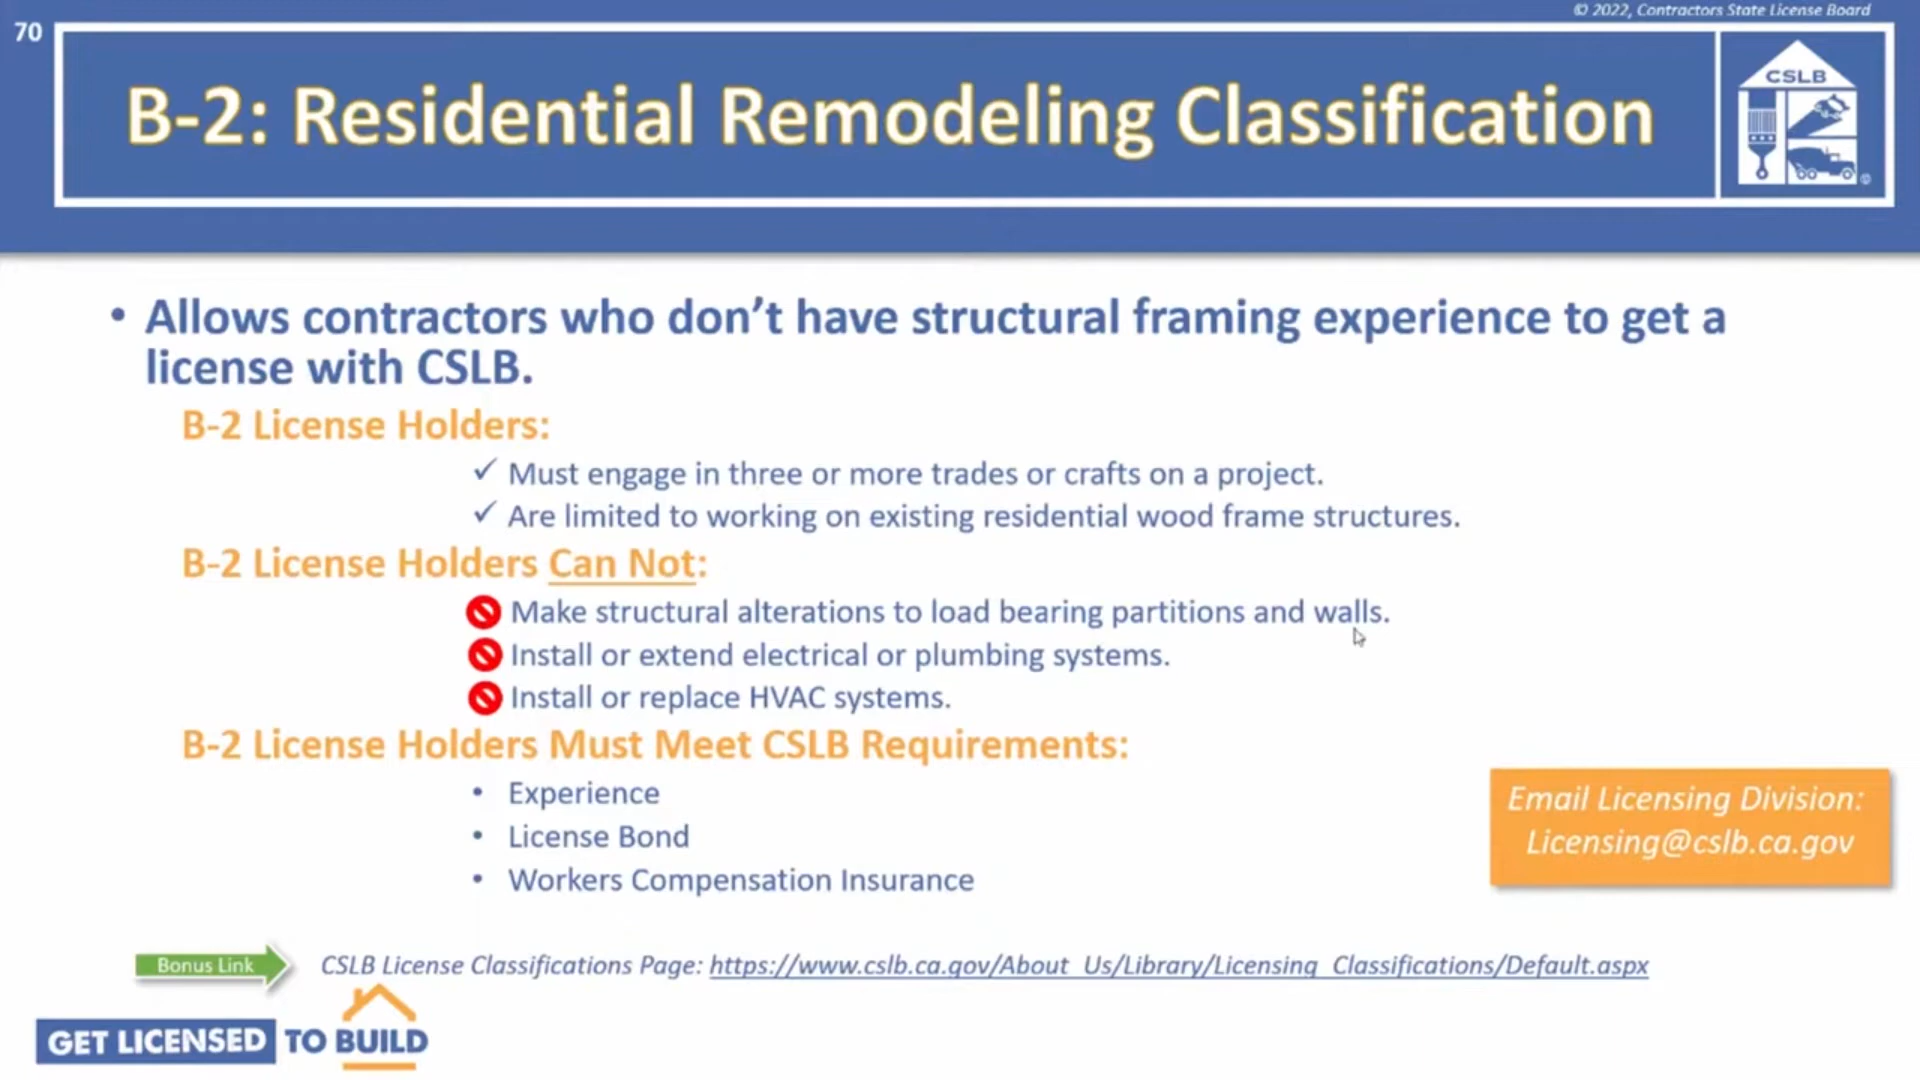 © 2022, Contractors State License Board
70
B-2: Residential Remodeling Classification
CSLB
• Allows contractors who don't have structural framing experience to get a
license with CSLB.
B-2 License Holders:
✓ Must engage in three or more trades or crafts on a project.
✓ Are limited to working on existing residential wood frame structures.
B-2 License Holders Can Not:
Make structural alterations to load bearing partitions and walls.
Install or extend electrical or plumbing systems.
Install or replace HVAC systems.
B-2 License Holders Must Meet CSLB Requirements:
• Experience
• License Bond
• Workers Compensation Insurance
Email Licensing Division:
Licensing@cslb.ca.gov
Bonus Link
CSLB License Classifications Page: https://www.cslb.ca.gov/About_Us/Library/Licensing_Classifications/Default.aspx
GET LICENSED TO BUILD